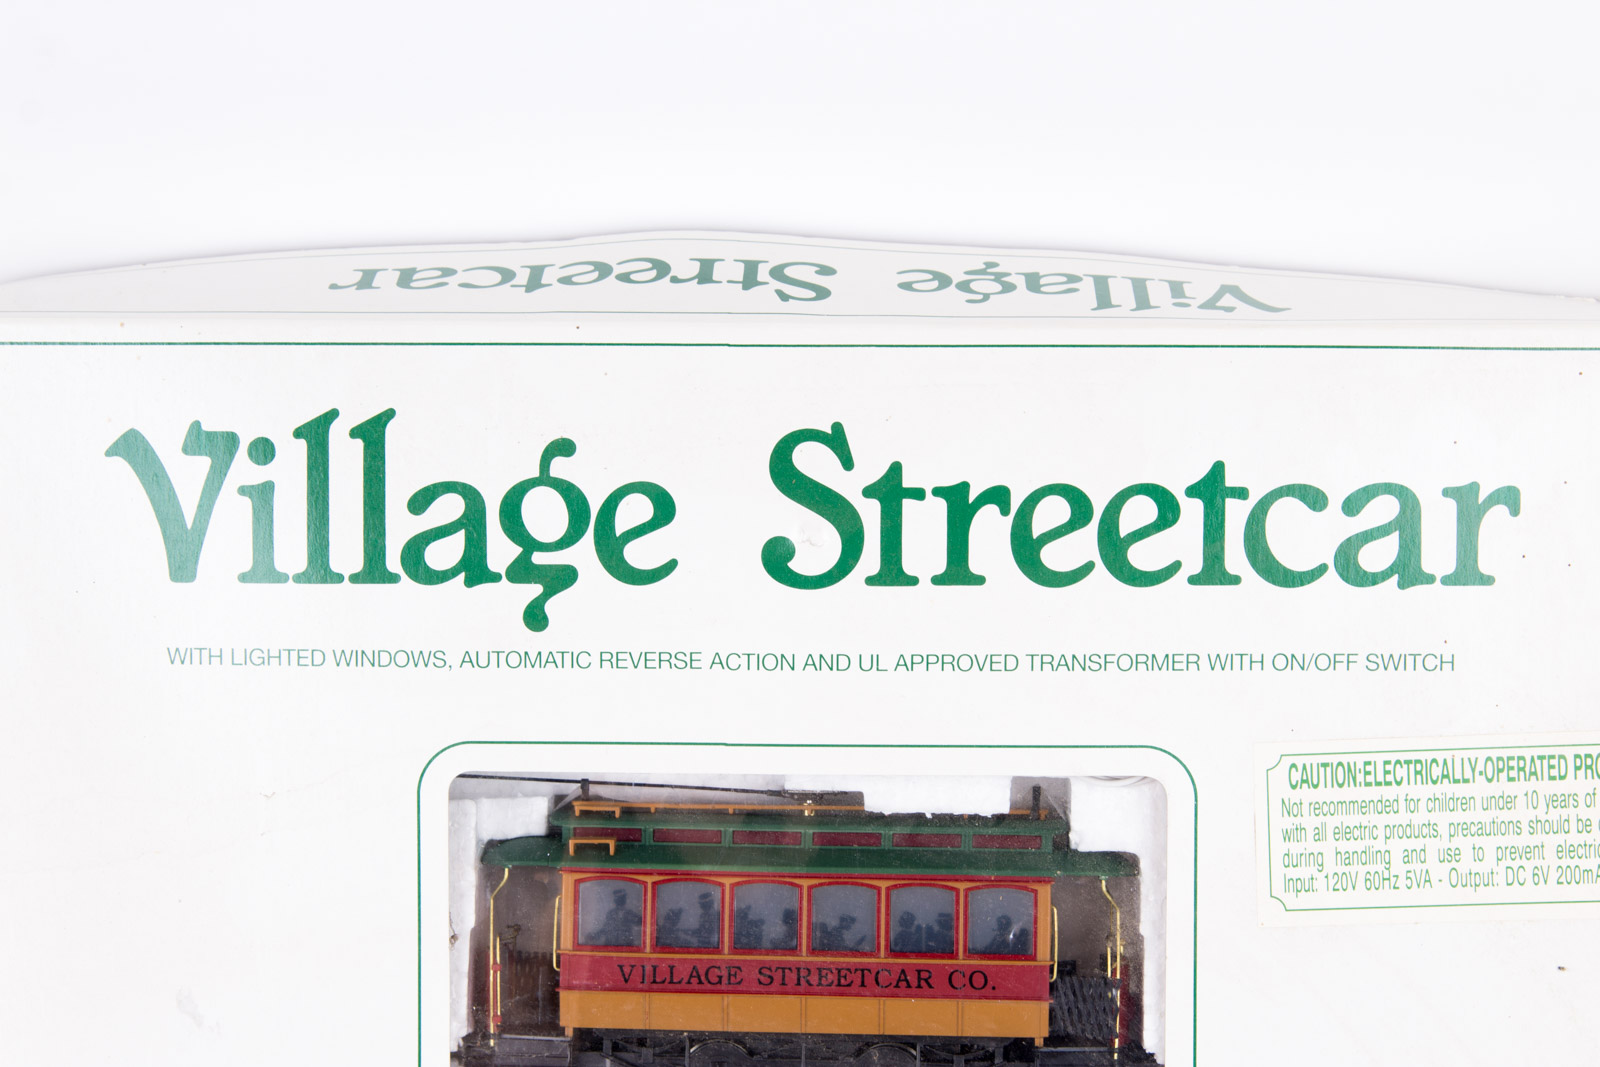 Village Streetcar
Village Streetcar
WITH LIGHTED WINDOWS, AUTOMATIC REVERSE ACTION AND UL APPROVED TRANSFORMER WITH ON/OFF SWITCH
CAUTION:ELECTRICALLY-OPERATED
Not recommended for children under 10 years of
with all electric products, precautions should be
during handling and use to prevent
Input: 120V 60Hz 5VA - Output: DC 6V 200mA
VILLAGE STREETCAR CO.